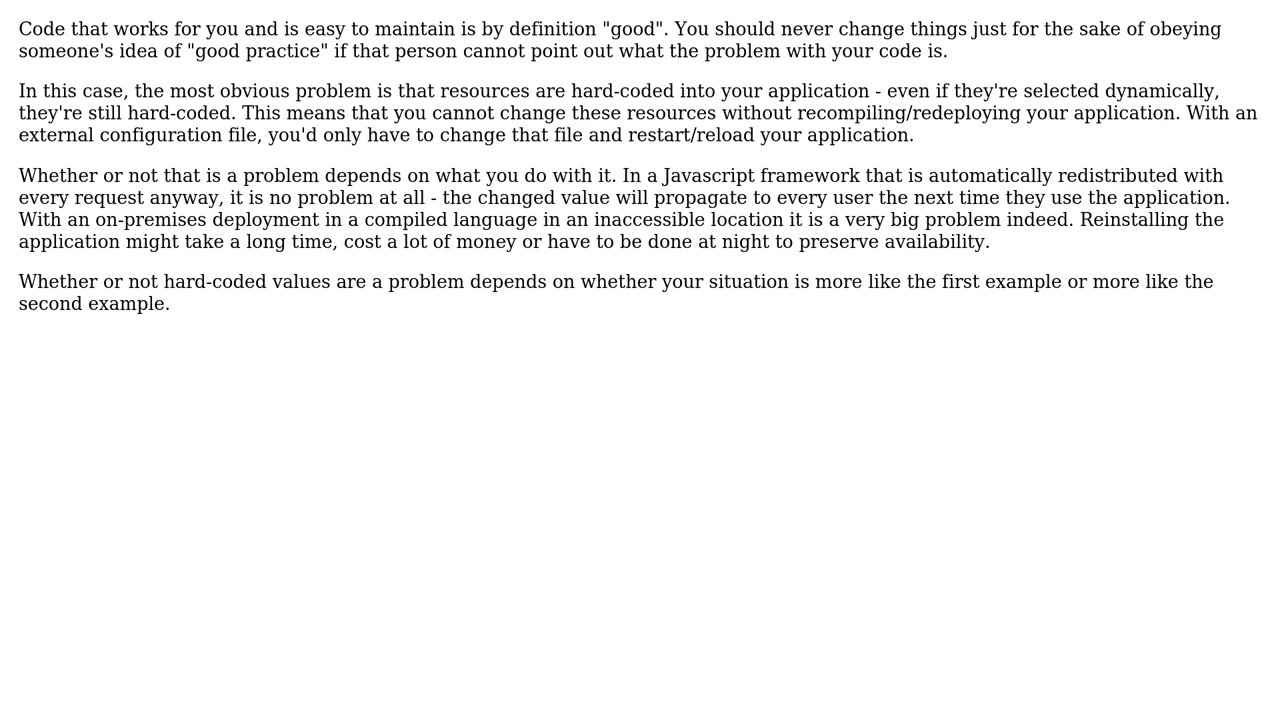 Code that works for you and is easy to maintain is by definition "good". You should never change things just for the sake of obeying
someone's idea of "good practice" if that person cannot point out what the problem with your code is.
In this case, the most obvious problem is that resources are hard-coded into your application - even if they're selected dynamically,
they're still hard-coded. This means that you cannot change these resources without recompiling/redeploying your application. With an
external configuration file, you'd only have to change that file and restart/reload your application.
Whether or not that is a problem depends on what you do with it. In a Javascript framework that is automatically redistributed with
every request anyway, it is no problem at all - the changed value will propagate to every user the next time they use the application.
With an on-premises deployment in a compiled language in an inaccessible location it is a very big problem indeed. Reinstalling the
application might take a long time, cost a lot of money or have to be done at night to preserve availability.
Whether or not hard-coded values are a problem depends on whether your situation is more like the first example or more like the
second example.